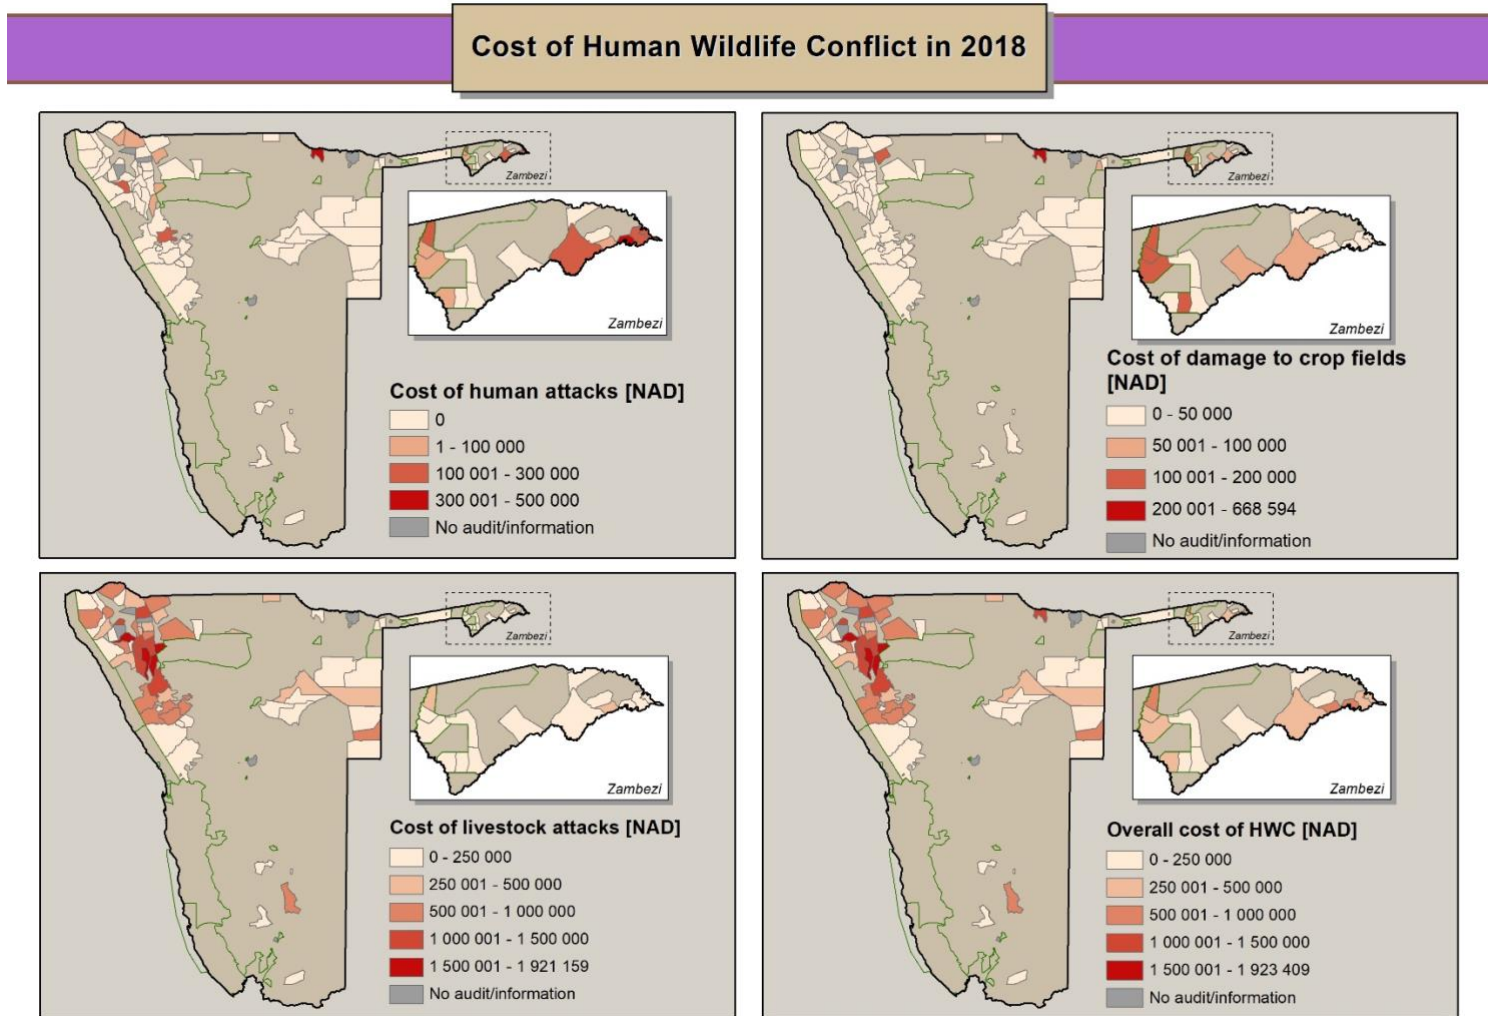 Cost of Human Wildlife Conflict in 2018
Zambezi
Zambezi
Cost of human attacks [NAD]
0
1 - 100 000
100 001 - 300 000
300 001 - 500 000
No audit/information
Zambezi
Zambezi
Cost of damage to crop fields
[NAD]
0 - 50 000
50 001 - 100 000
100 001 - 200 000
200 001 - 668 594
No audit/information
Zambezi
Zambezi
Cost of livestock attacks [NAD]
0 - 250 000
250 001 - 500 000
500 001 - 1 000 000
1 000 001 - 1 500 000
1 500 001 - 1 921 159
No audit/information
Zambezi
Zambezi
Overall cost of HWC [NAD]
0 - 250 000
250 001 - 500 000
500 001 - 1 000 000
1 000 001 - 1 500 000
1 500 001 - 1 923 409
No audit/information